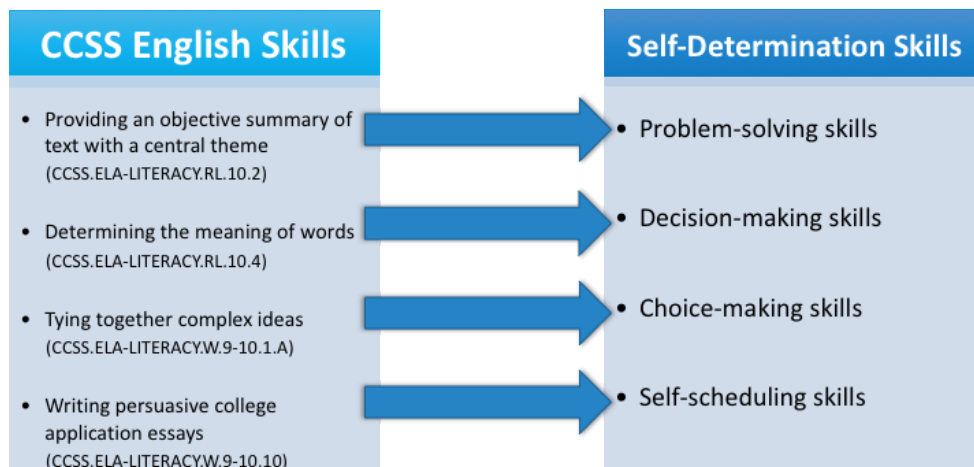 CCSS English Skills
• Providing an objective summary of
text with a central theme
(CCSS.ELA-LITERACY.RL.10.2)
• Determining the meaning of words
(CCSS.ELA-LITERACY.RL.10.4)
• Tying together complex ideas
(CCSS.ELA-LITERACY.W.9-10.1.A)
• Writing persuasive college
application essays
(CCSS.ELA-LITERACY.W.9-10.10)
Self-Determination Skills
• Problem-solving skills
• Decision-making skills
• Choice-making skills
• Self-scheduling skills